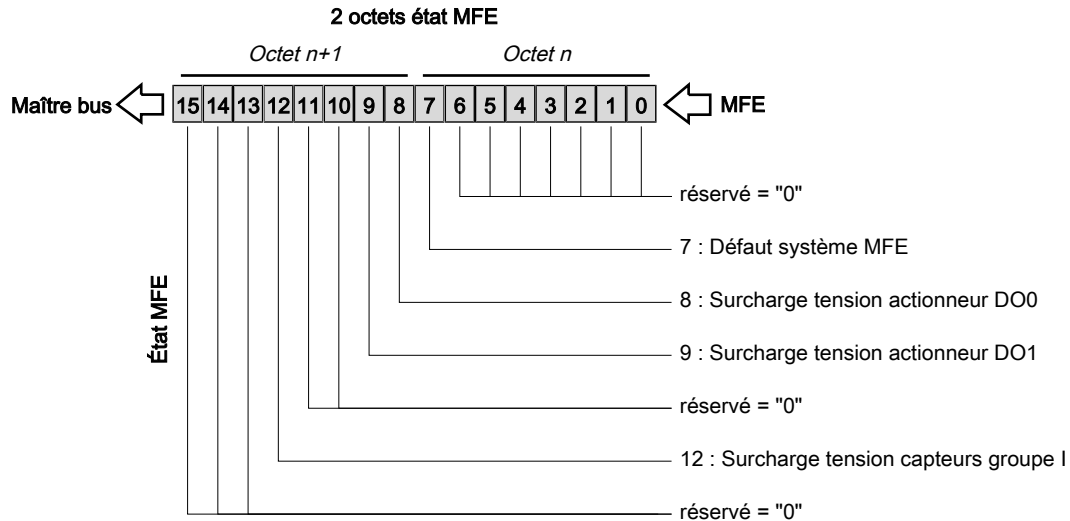 2 octets état MFE
Octet n+1 Octet n
Maître bus 15 14 13 12 11 10 9 8 7 6 5 4 3 2 1 0 MFE
réservé = "0"
7 : Défaut système MFE
8 : Surcharge tension actionneur DO0
9 : Surcharge tension actionneur DO1
réservé = "0"
12 : Surcharge tension capteurs groupe I
réservé = "0"
État MFE